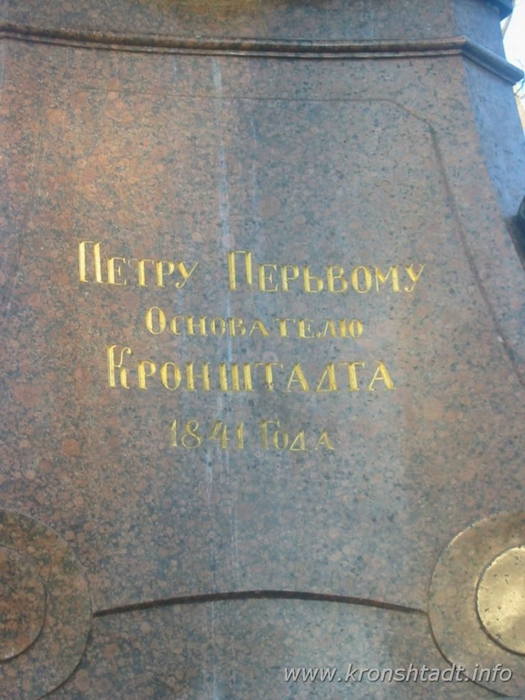 Петру Перьвому
Основателю
Кронштадта
1841 Года
www.kronshtadt.info